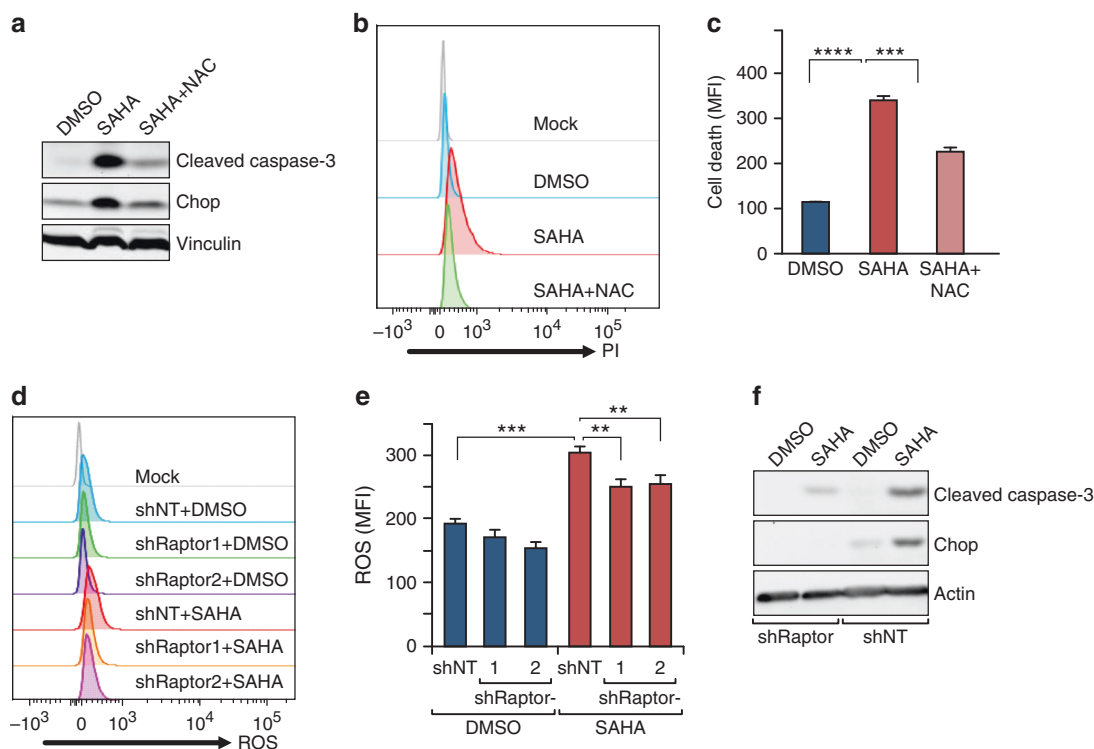 a
DMSO
SAHA
SAHA+NAC
Cleaved caspase-3
Chop
Vinculin
b
Mock
DMSO
SAHA
SAHA+NAC
−10³ 0 10³ 10⁴ 10⁵
PI
c
**** ***
Cell death (MFI)
400
300
200
100
0
DMSO SAHA SAHA+
NAC
d
Mock
shNT+DMSO
shRaptor1+DMSO
shRaptor2+DMSO
shNT+SAHA
shRaptor1+SAHA
shRaptor2+SAHA
−10³ 0 10³ 10⁴ 10⁵
ROS
e
**
*** **
ROS (MFI)
300
200
100
0
shNT 1 2 shNT 1 2
shRaptor- shRaptor-
DMSO SAHA
f
DMSO
SAHA
DMSO
SAHA
Cleaved caspase-3
Chop
Actin
shRaptor shNT